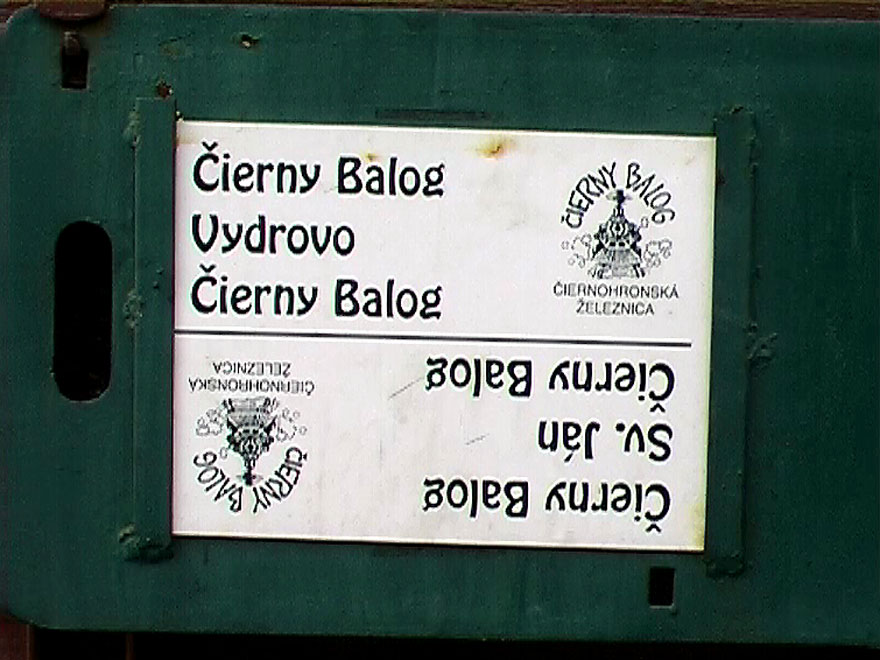 Čierny Balog
Vydrovo
Čierny Balog
ČIERNY BALOG
ČIERNOHRONSKÁ
ŽELEZNICA
Čierny Balog
Sv. Ján
Čierny Balog
ČIERNY BALOG
ČIERNOHRONSKÁ
ŽELEZNICA